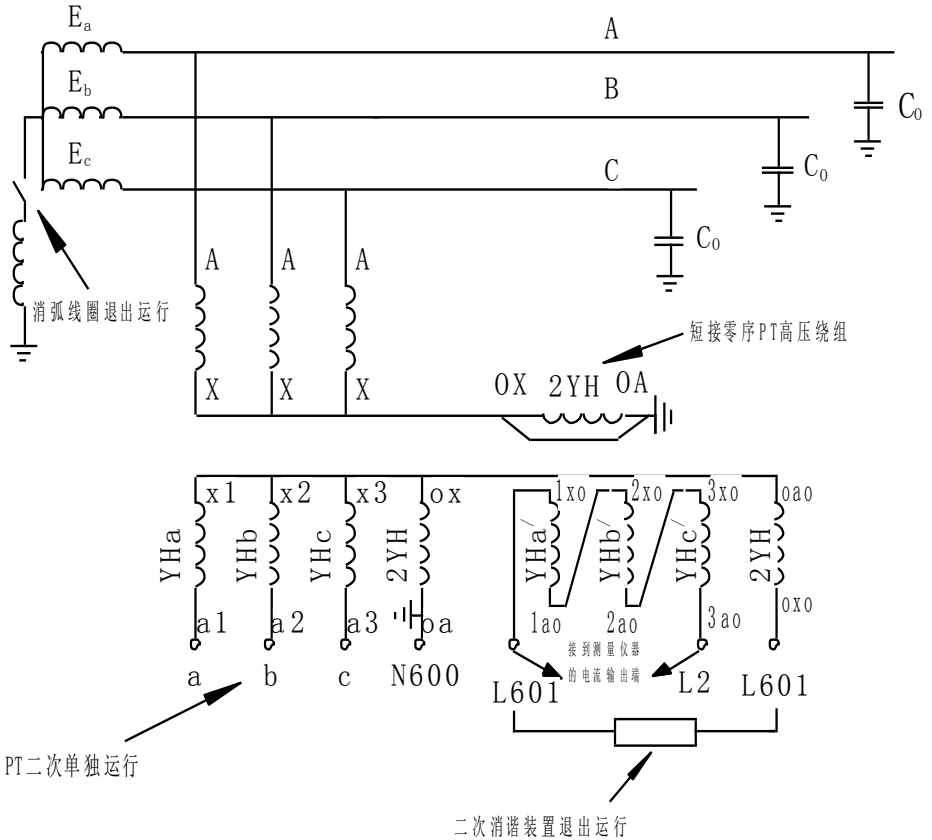 Ea
A
Eb
B
C0
Ec
C
C0
C0
A A A
消弧线圈退出运行
短接零序PT高压绕组
X X X
OX 2YH OA
x1 x2 x3 ox 1xo 2xo 3xo oao
YHa YHb YHc 2YH YHa′ YHb′ YHc′ 2YH
a1 a2 a3 oa 1ao 2ao 3ao oxo
接到测量仪器
的电流输出端
a b c N600 L601 L2 L601
PT二次单独运行
二次消谐装置退出运行